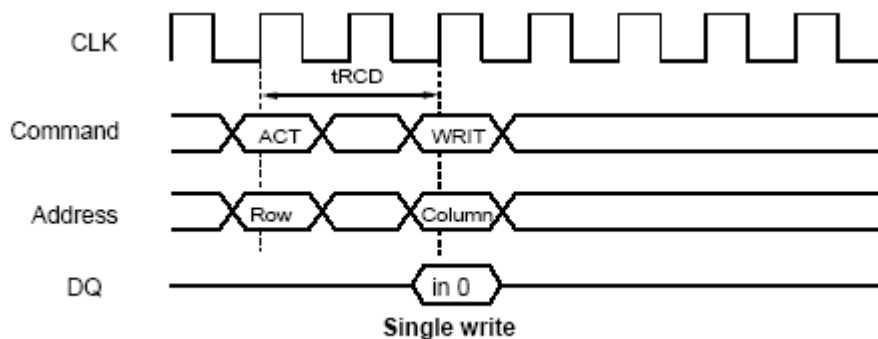 CLK
tRCD
Command ACT WRIT
Address Row Column
DQ in 0
Single write